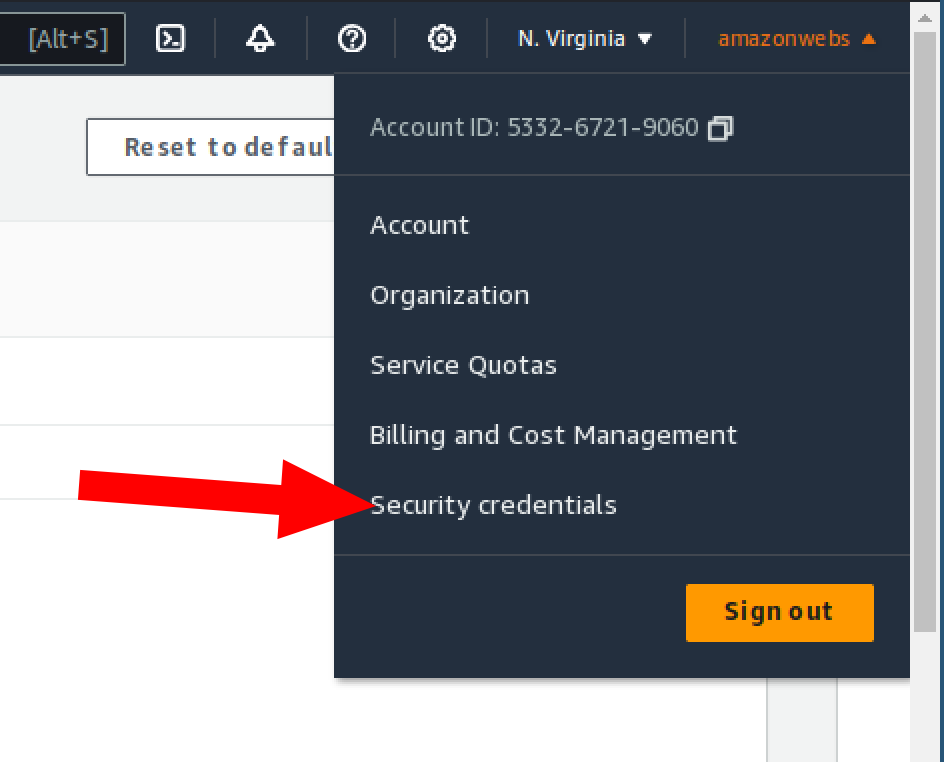 [Alt+S]
N. Virginia
amazonwebs
Account ID: 5332-6721-9060
Reset to defaul
Account
Organization
Service Quotas
Billing and Cost Management
Security credentials
Sign out